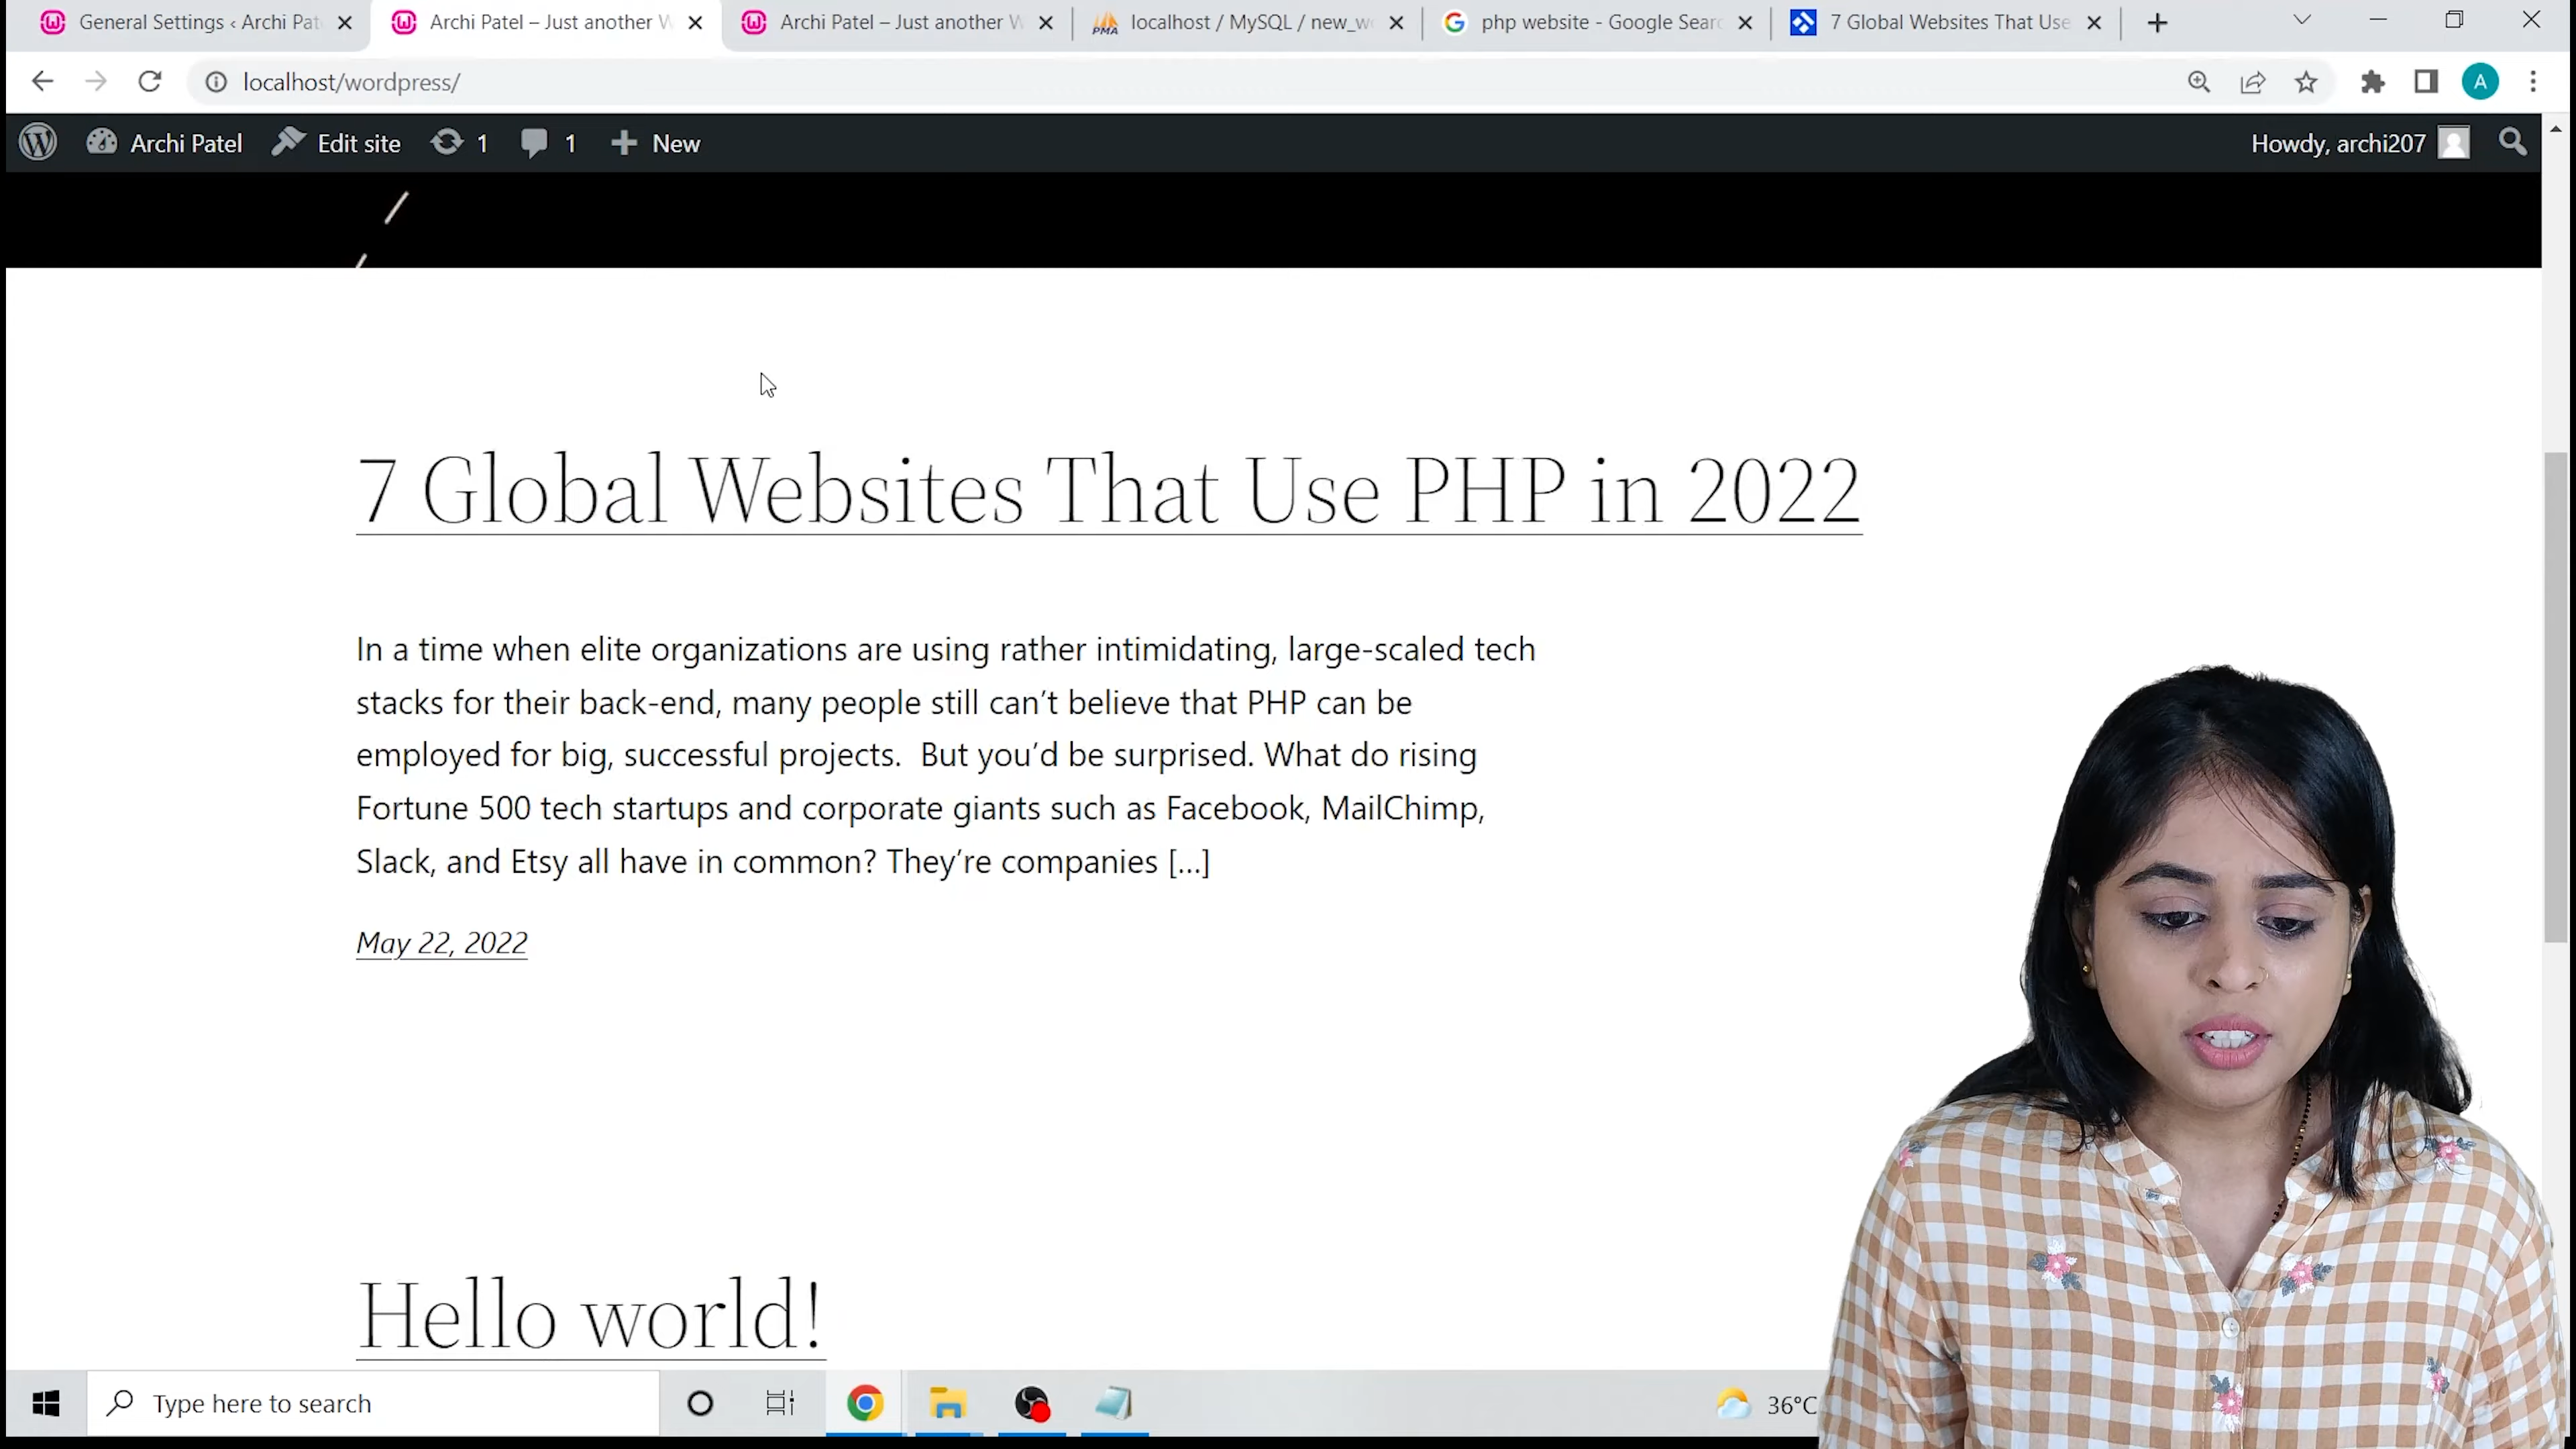 General Settings ‹ Archi Pat
Archi Patel – Just another W
Archi Patel – Just another W
PMA
localhost / MySQL / new_w
G
php website - Google Searc
7 Global Websites That Use
localhost/wordpress/
A
Archi Patel
Edit site
1
1
New
Howdy, archi207
7 Global Websites That Use PHP in 2022
In a time when elite organizations are using rather intimidating, large-scaled tech
stacks for their back-end, many people still can’t believe that PHP can be
employed for big, successful projects.  But you’d be surprised. What do rising
Fortune 500 tech startups and corporate giants such as Facebook, MailChimp,
Slack, and Etsy all have in common? They’re companies […]
May 22, 2022
Hello world!
Type here to search
36°C